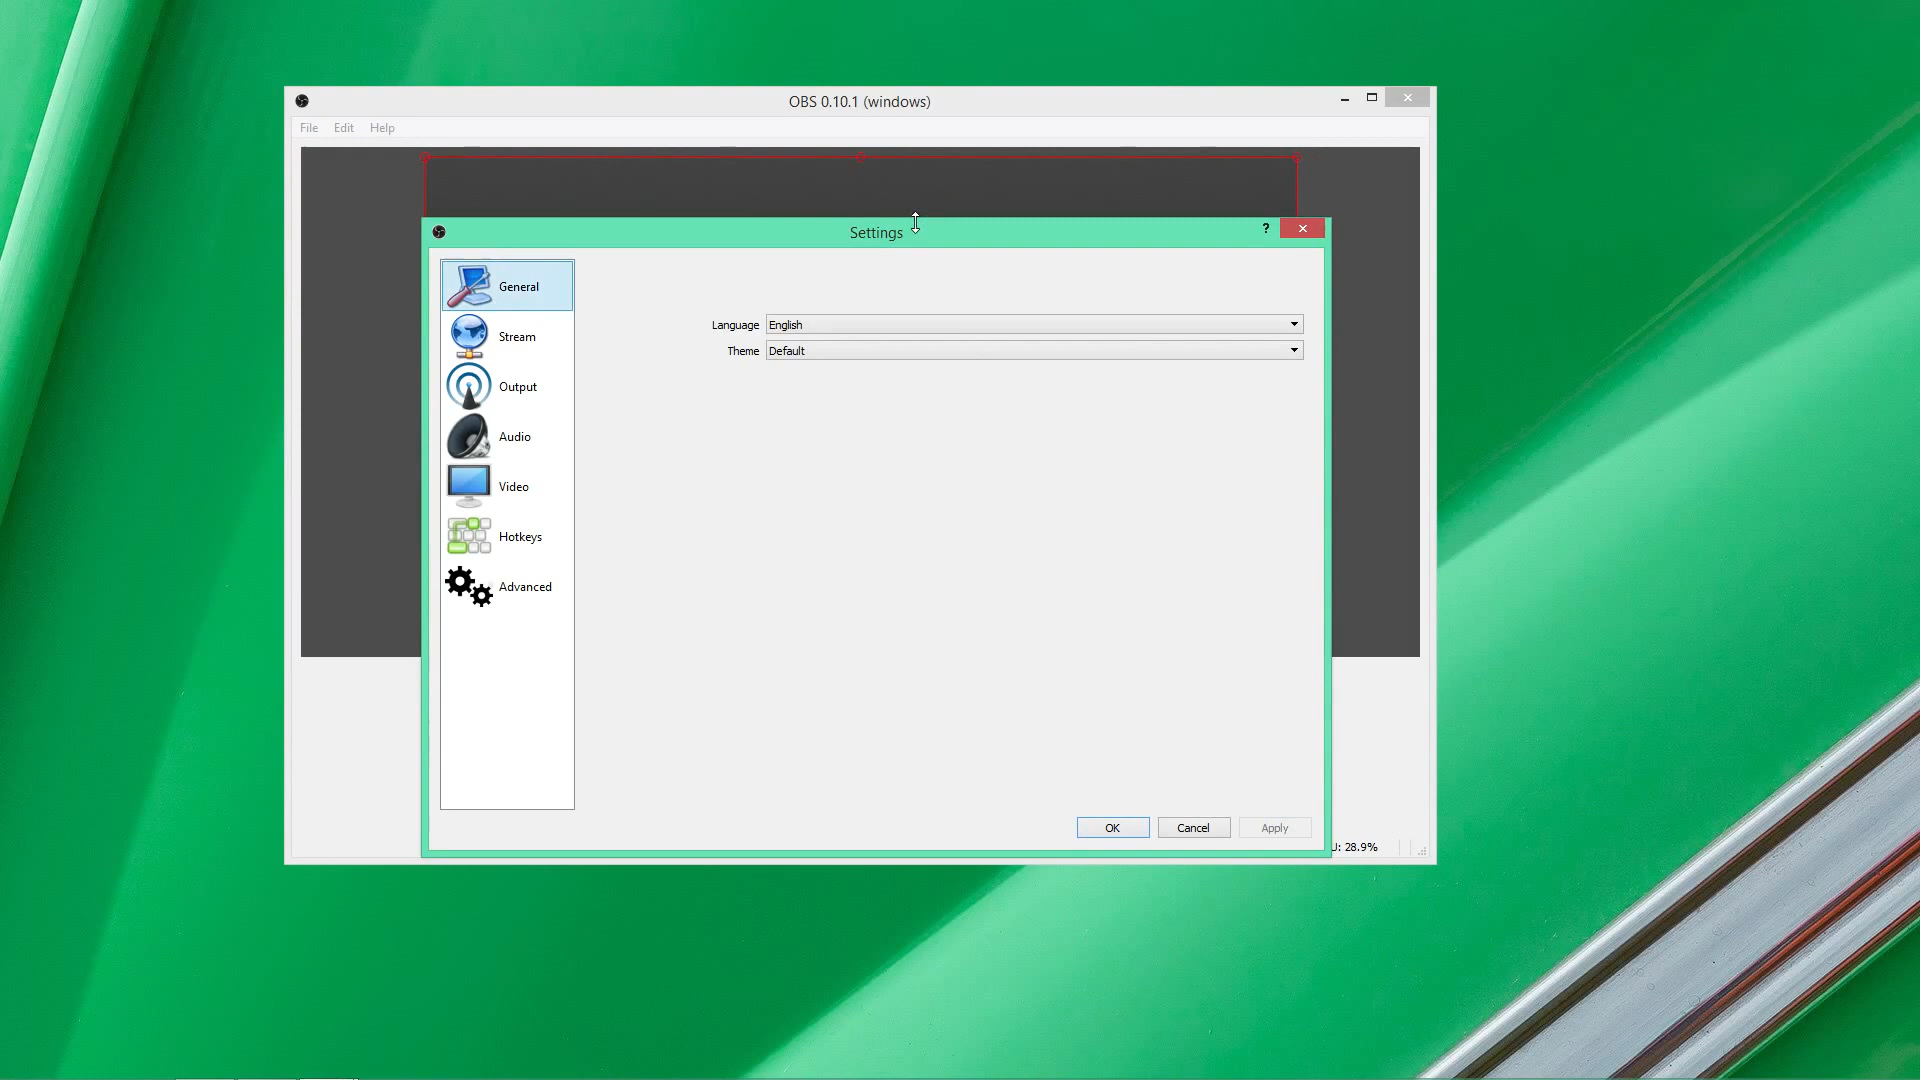 OBS 0.10.1 (windows)
File Edit Help
Settings
?
General
Language English
Stream
Theme Default
Output
Audio
Video
Hotkeys
Advanced
OK Cancel Apply
: 28.9%